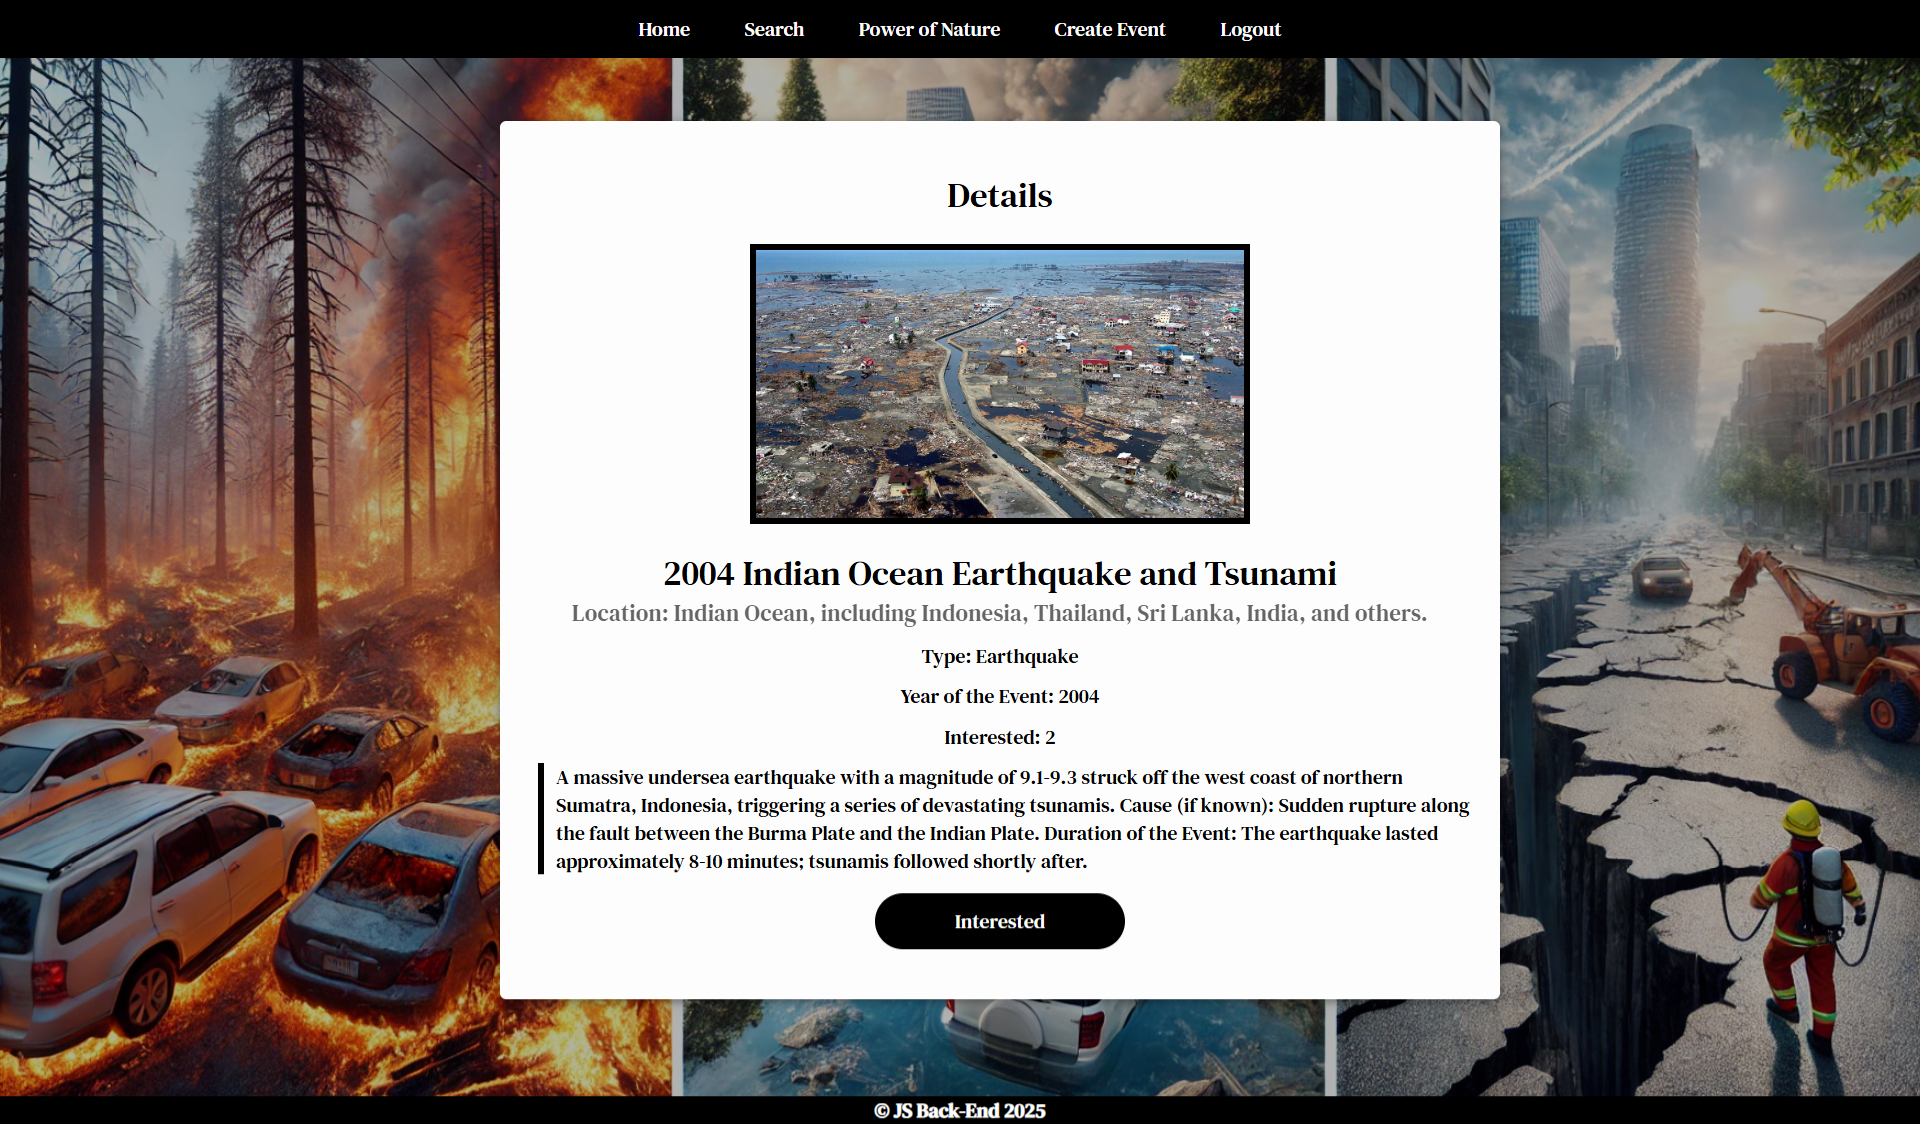 Home Search Power of Nature Create Event Logout
Details
2004 Indian Ocean Earthquake and Tsunami
Location: Indian Ocean, including Indonesia, Thailand, Sri Lanka, India, and others.
Type: Earthquake
Year of the Event: 2004
Interested: 2
A massive undersea earthquake with a magnitude of 9.1-9.3 struck off the west coast of northern
Sumatra, Indonesia, triggering a series of devastating tsunamis. Cause (if known): Sudden rupture along
the fault between the Burma Plate and the Indian Plate. Duration of the Event: The earthquake lasted
approximately 8-10 minutes; tsunamis followed shortly after.
Interested
© JS Back-End 2025